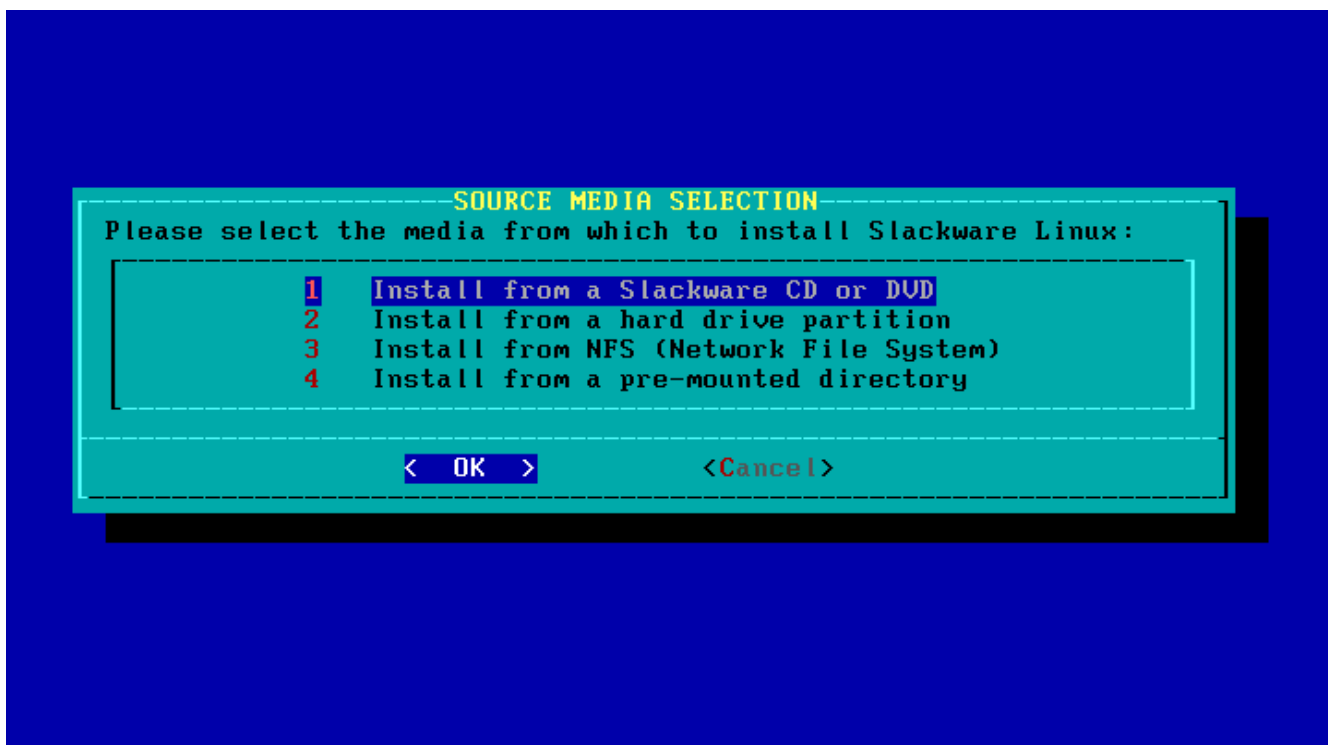 SOURCE MEDIA SELECTION
Please select the media from which to install Slackware Linux:
1 Install from a Slackware CD or DVD
2 Install from a hard drive partition
3 Install from NFS (Network File System)
4 Install from a pre-mounted directory
< OK > <Cancel>